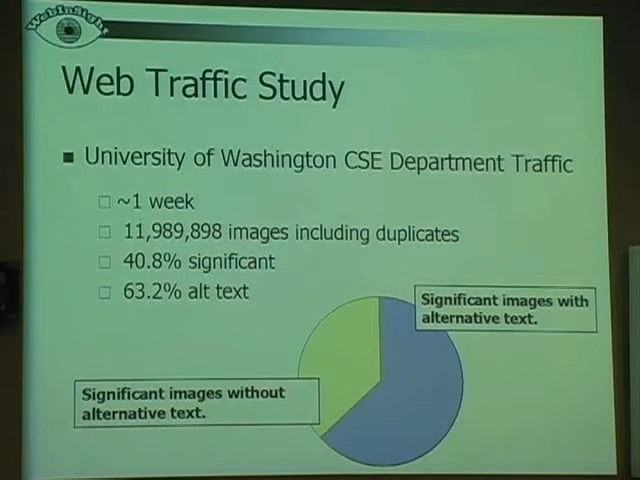 WebInSight
Web Traffic Study
University of Washington CSE Department Traffic
~1 week
11,989,898 images including duplicates
40.8% significant
63.2% alt text
Significant images with
alternative text.
Significant images without
alternative text.